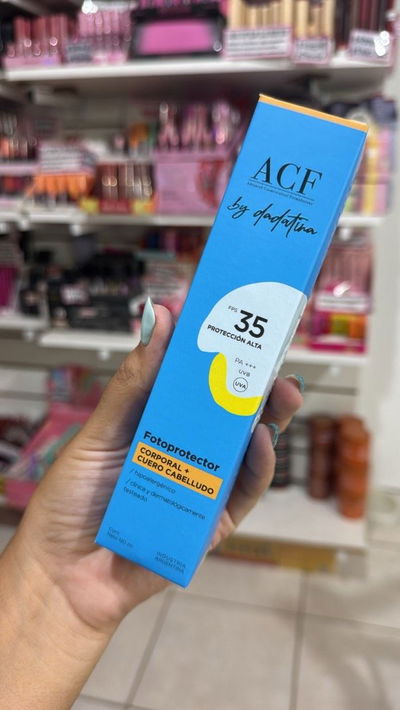 ACF
by dadatina
FPS 35
PROTECCIÓN ALTA
PA +++
UVB
UVA
Fotoprotector
CORPORAL +
CUERO CABELLUDO
/ hipoalergénico
/ clínica y dermatológicamente
testeado
Cont.
INDUSTRIA
ARGENTINA